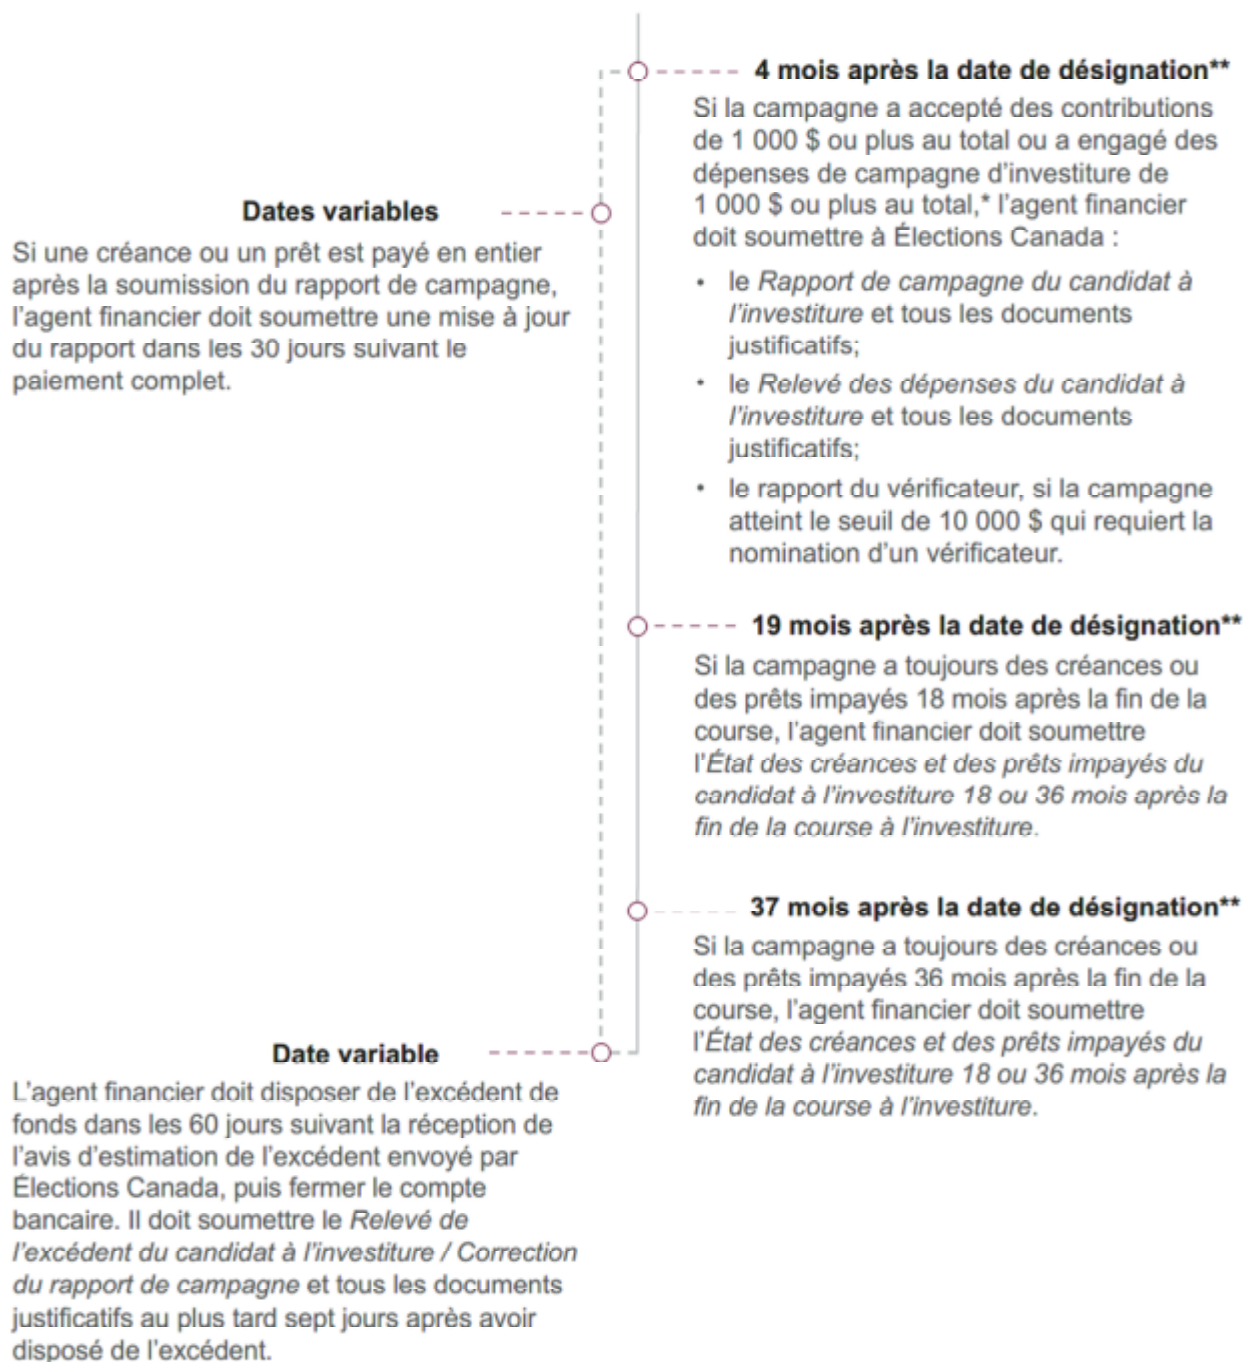 4 mois après la date de désignation**
Si la campagne a accepté des contributions
de 1 000 $ ou plus au total ou a engagé des
dépenses de campagne d'investiture de
1 000 $ ou plus au total,* l'agent financier
doit soumettre à Élections Canada :
• le Rapport de campagne du candidat à
l'investiture et tous les documents
justificatifs;
• le Relevé des dépenses du candidat à
l'investiture et tous les documents
justificatifs;
• le rapport du vérificateur, si la campagne
atteint le seuil de 10 000 $ qui requiert la
nomination d'un vérificateur.
Dates variables
Si une créance ou un prêt est payé en entier
après la soumission du rapport de campagne,
l'agent financier doit soumettre une mise à jour
du rapport dans les 30 jours suivant le
paiement complet.
19 mois après la date de désignation**
Si la campagne a toujours des créances ou
des prêts impayés 18 mois après la fin de la
course, l'agent financier doit soumettre
l'État des créances et des prêts impayés du
candidat à l'investiture 18 ou 36 mois après la
fin de la course à l'investiture.
37 mois après la date de désignation**
Si la campagne a toujours des créances ou
des prêts impayés 36 mois après la fin de la
course, l'agent financier doit soumettre
l'État des créances et des prêts impayés du
candidat à l'investiture 18 ou 36 mois après la
fin de la course à l'investiture.
Date variable
L'agent financier doit disposer de l'excédent de
fonds dans les 60 jours suivant la réception de
l'avis d'estimation de l'excédent envoyé par
Élections Canada, puis fermer le compte
bancaire. Il doit soumettre le Relevé de
l'excédent du candidat à l'investiture / Correction
du rapport de campagne et tous les documents
justificatifs au plus tard sept jours après avoir
disposé de l'excédent.